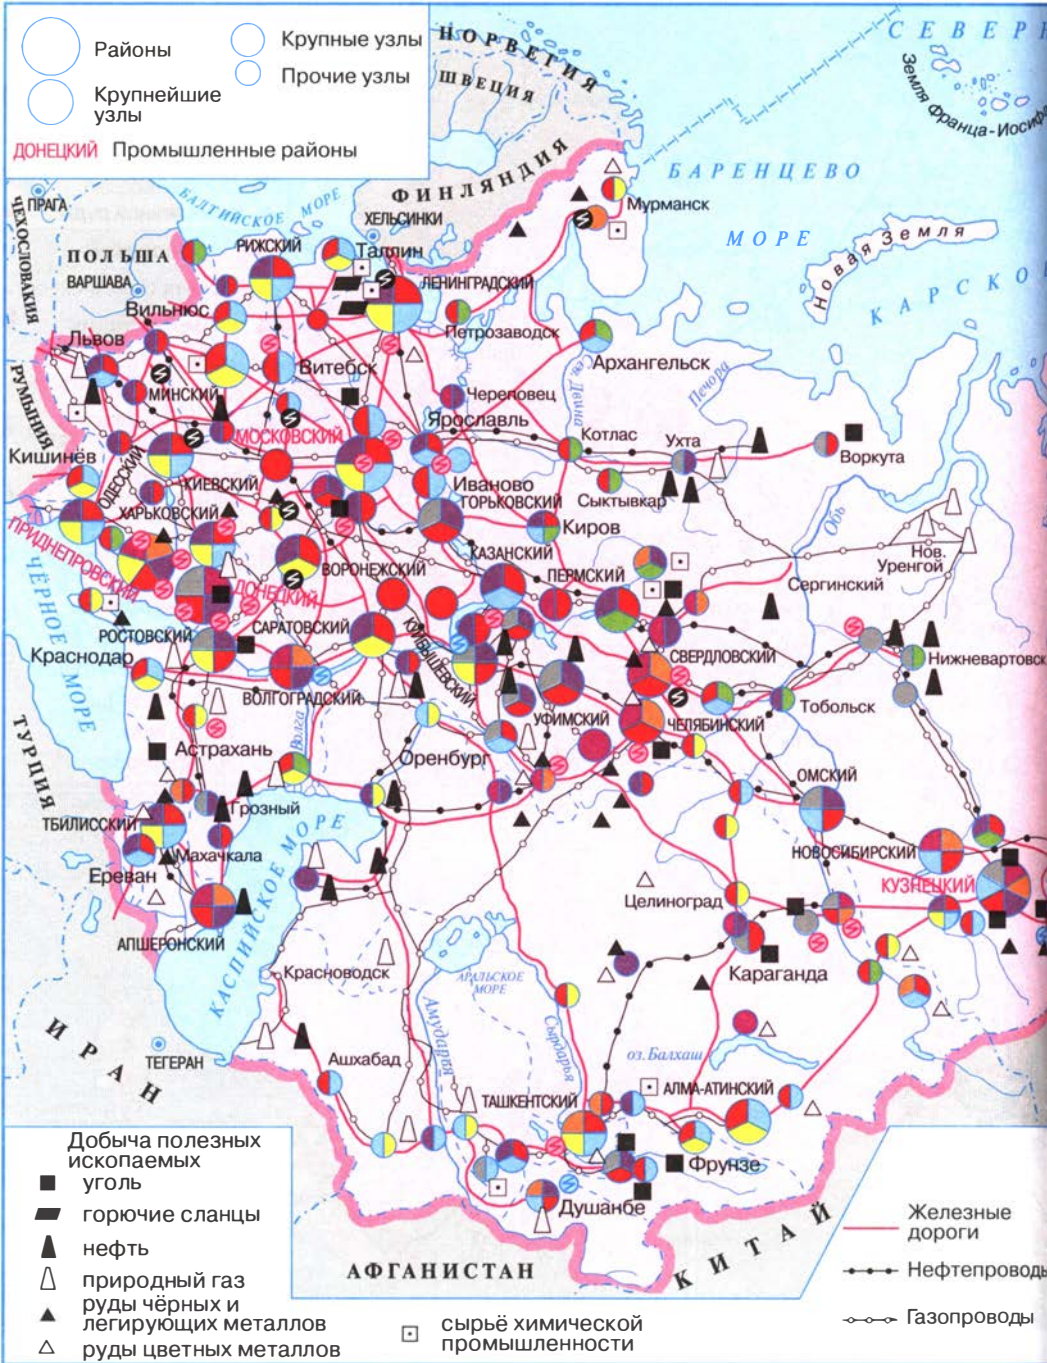 Районы
Крупные узлы
Крупнейшие
узлы
Прочие узлы
ДОНЕЦКИЙ Промышленные районы
НОРВЕГИЯ
ШВЕЦИЯ
ФИНЛЯНДИЯ
ХЕЛЬСИНКИ
БАЛТИЙСКОЕ МОРЕ
СЕВЕРН
Земля Франца-Иосифа
БАРЕНЦЕВО
МОРЕ
Новая Земля
КАРСКО
ПРАГА
ЧЕХОСЛОВАКИЯ
ПОЛЬША
ВАРШАВА
РУМЫНИЯ
Мурманск
РИЖСКИЙ
Таллин
ЛЕНИНГРАДСКИЙ
Вильнюс
Петрозаводск
Архангельск
Львов
Витебск
МИНСКИЙ
Череповец
Сев. Двина
Печора
Ярославль
МОСКОВСКИЙ
Котлас
Ухта
Воркута
Кишинёв
ОДЕССКИЙ
КИЕВСКИЙ
Иваново
Сыктывкар
ХАРЬКОВСКИЙ
ГОРЬКОВСКИЙ
Киров
Обь
ПРИДНЕПРОВСКИЙ
Нов.
Уренгой
КАЗАНСКИЙ
ПЕРМСКИЙ
ВОРОНЕЖСКИЙ
ДОНЕЦКИЙ
Сергинский
ЧЁРНОЕ МОРЕ
РОСТОВСКИЙ
САРАТОВСКИЙ
КУЙБЫШЕВСКИЙ
Краснодар
СВЕРДЛОВСКИЙ
Нижневартовск
ВОЛГОГРАДСКИЙ
Тобольск
УФИМСКИЙ
ЧЕЛЯБИНСКИЙ
ТУРЦИЯ
Астрахань
Волга
Оренбург
ОМСКИЙ
Грозный
ТБИЛИССКИЙ
Махачкала
Ереван
НОВОСИБИРСКИЙ
КУЗНЕЦКИЙ
Целиноград
АПШЕРОНСКИЙ
КАСПИЙСКОЕ МОРЕ
Караганда
Красноводск
АРАЛЬСКОЕ
МОРЕ
Амударья
Сырдарья
оз.Балхаш
ИРАН
ТЕГЕРАН
Ашхабад
ТАШКЕНТСКИЙ
АЛМА-АТИНСКИЙ
Фрунзе
Душанбе
АФГАНИСТАН
КИТАЙ
Добыча полезных
ископаемых
уголь
горючие сланцы
нефть
природный газ
руды чёрных и
легирующих металлов
руды цветных металлов
сырьё химической
промышленности
Железные
дороги
Нефтепроводы
Газопроводы